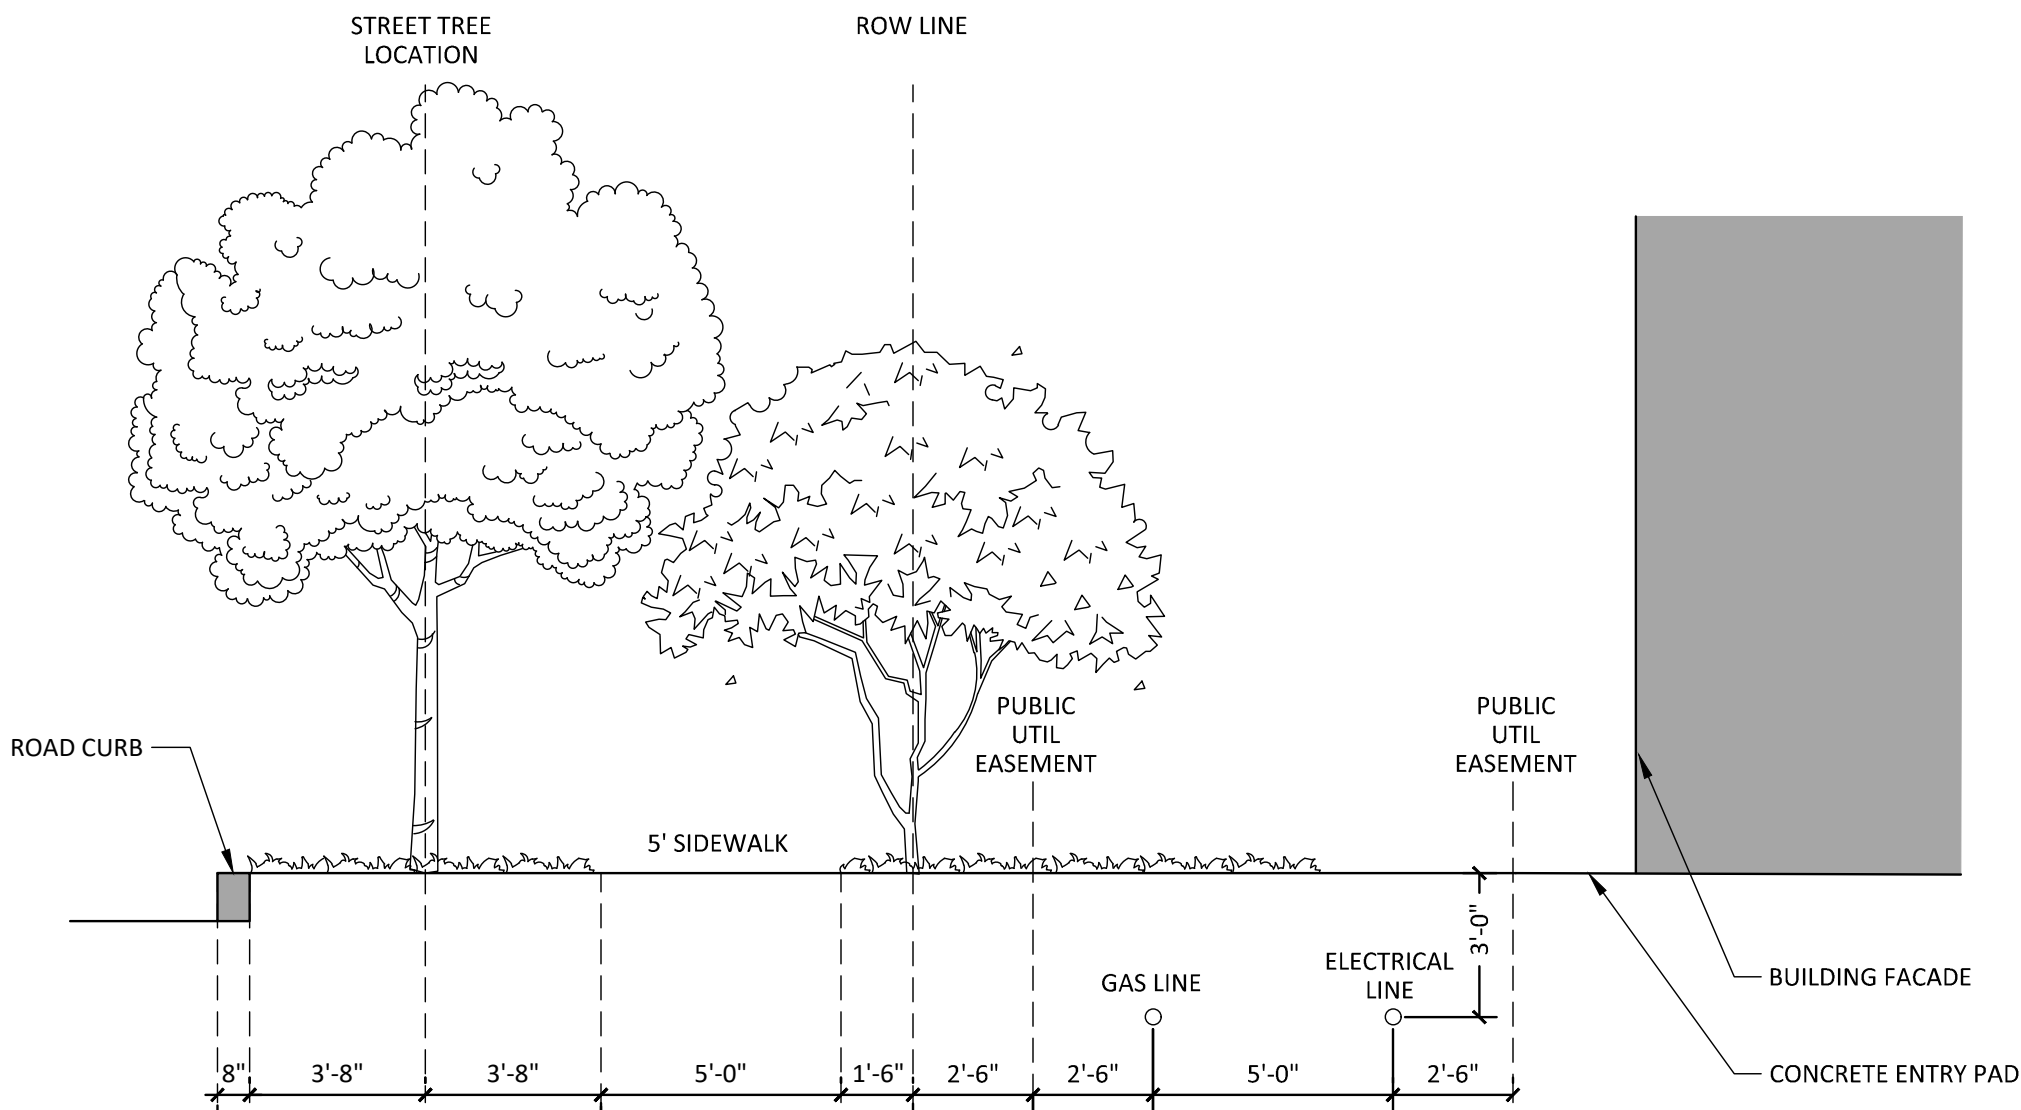 STREET TREE
LOCATION
ROW LINE
PUBLIC
UTIL
EASEMENT
PUBLIC
UTIL
EASEMENT
ROAD CURB
5' SIDEWALK
3'-0"
ELECTRICAL
LINE
GAS LINE
BUILDING FACADE
CONCRETE ENTRY PAD
8"
3'-8"
3'-8"
5'-0"
1'-6"
2'-6"
2'-6"
5'-0"
2'-6"